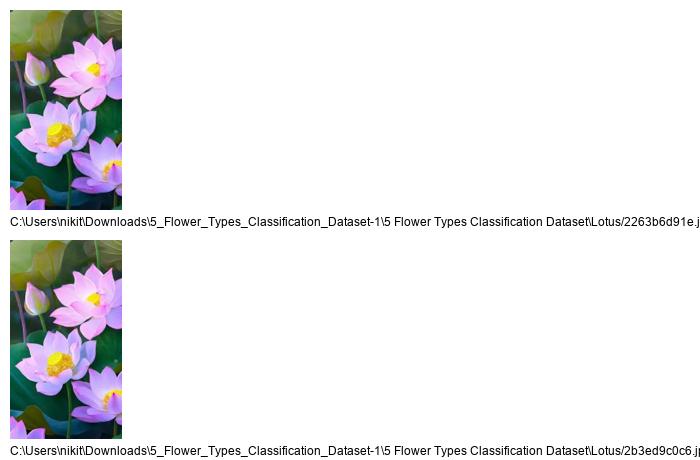 C:\Users\nikit\Downloads\5_Flower_Types_Classification_Dataset-1\5 Flower Types Classification Dataset\Lotus/2263b6d91e.j
C:\Users\nikit\Downloads\5_Flower_Types_Classification_Dataset-1\5 Flower Types Classification Dataset\Lotus/2b3ed9c0c6.j